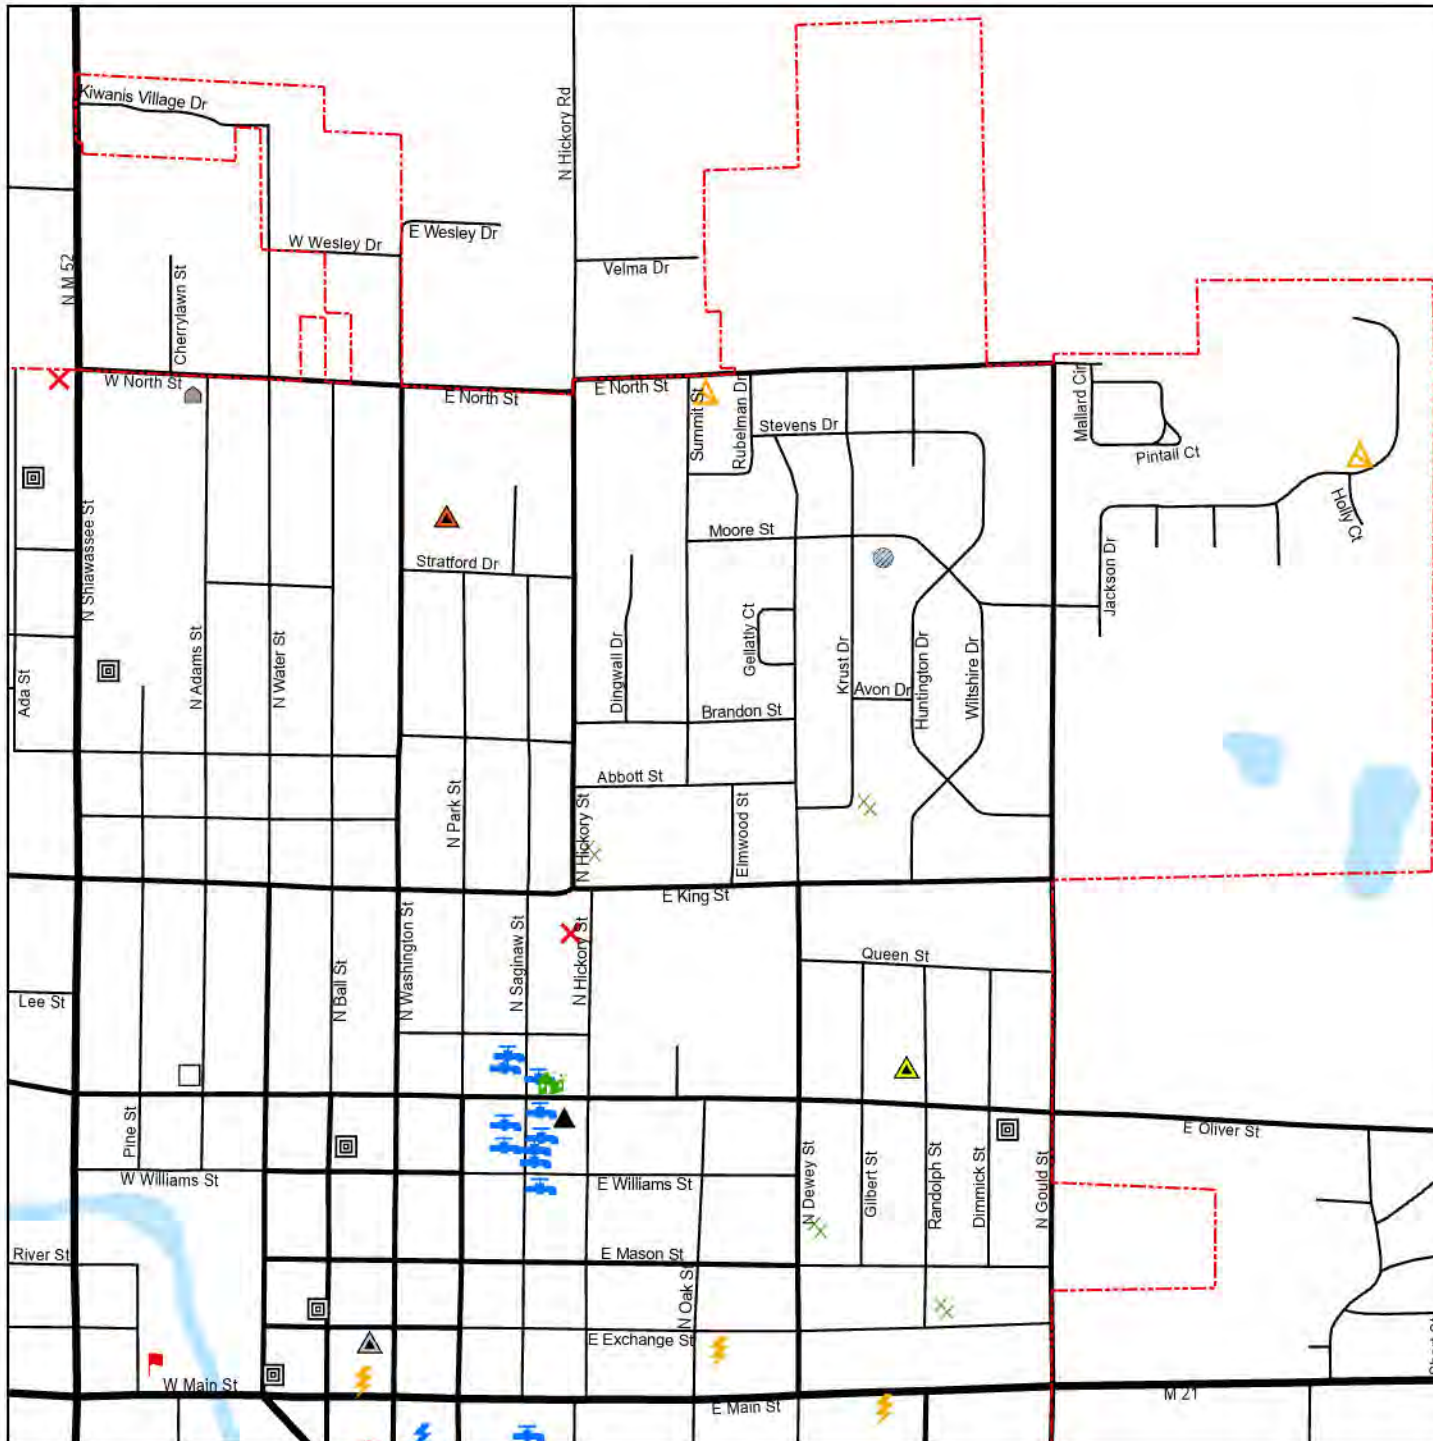 Kiwanis Village Dr
N Hickory Rd
E Wesley Dr
W Wesley Dr
Velma Dr
N M 52
Cherrylawn St
W North St
E North St
E North St
Summit St
Rubelman Dr
Stevens Dr
Mallard Cir
Pintail Ct
Holly Ct
N Shiawassee St
Moore St
Stratford Dr
Jackson Dr
N Adams St
N Water St
Dingwall Dr
Gellatly Ct
Krust Dr
Avon Dr
Huntington Dr
Wiltshire Dr
Ada St
Brandon St
Abbott St
N Park St
N Hickory St
Elmwood St
E King St
N Washington St
N Saginaw St
N Hickory St
Queen St
N Ball St
Lee St
Pine St
E Oliver St
W Williams St
E Williams St
N Dewey St
Gilbert St
Randolph St
Dimmick St
N Gould St
River St
E Mason St
N Oak St
E Exchange St
W Main St
E Main St
M 21